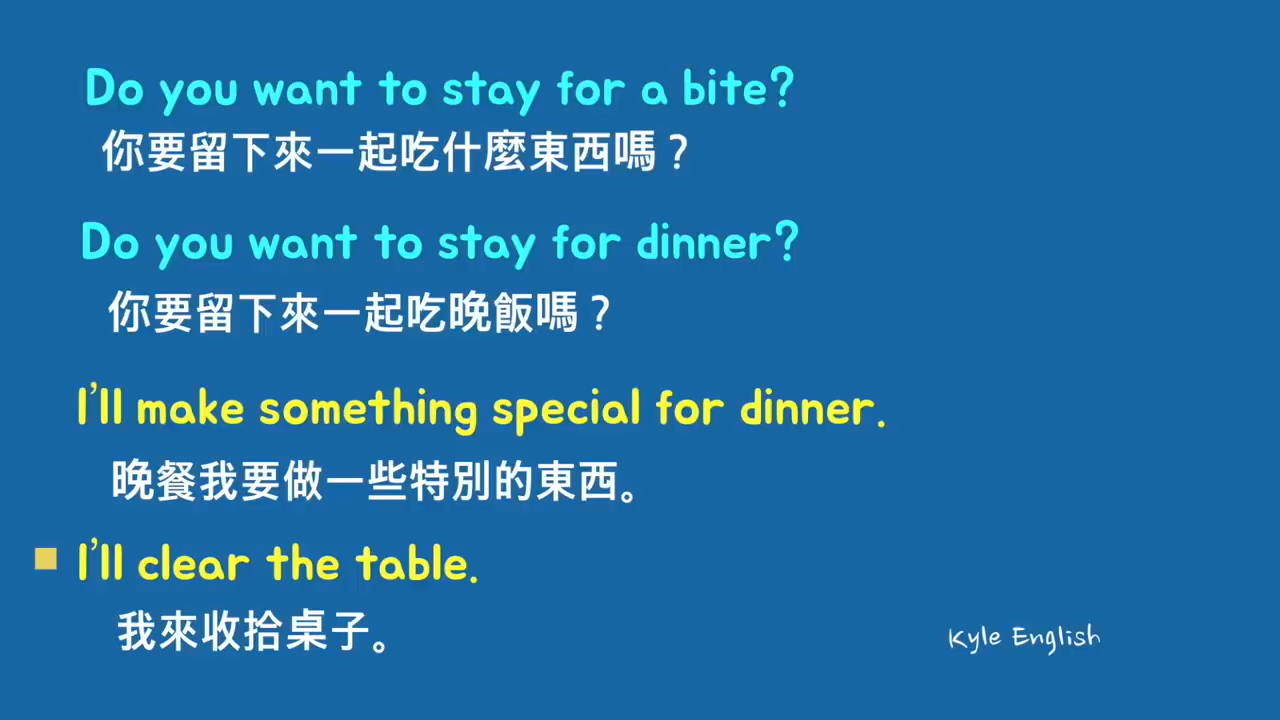 Do you want to stay for a bite?
你要留下來一起吃什麼東西嗎？
Do you want to stay for dinner?
你要留下來一起吃晚飯嗎？
I'll make something special for dinner.
晚餐我要做一些特別的東西。
I'll clear the table.
我來收拾桌子。
Kyle English